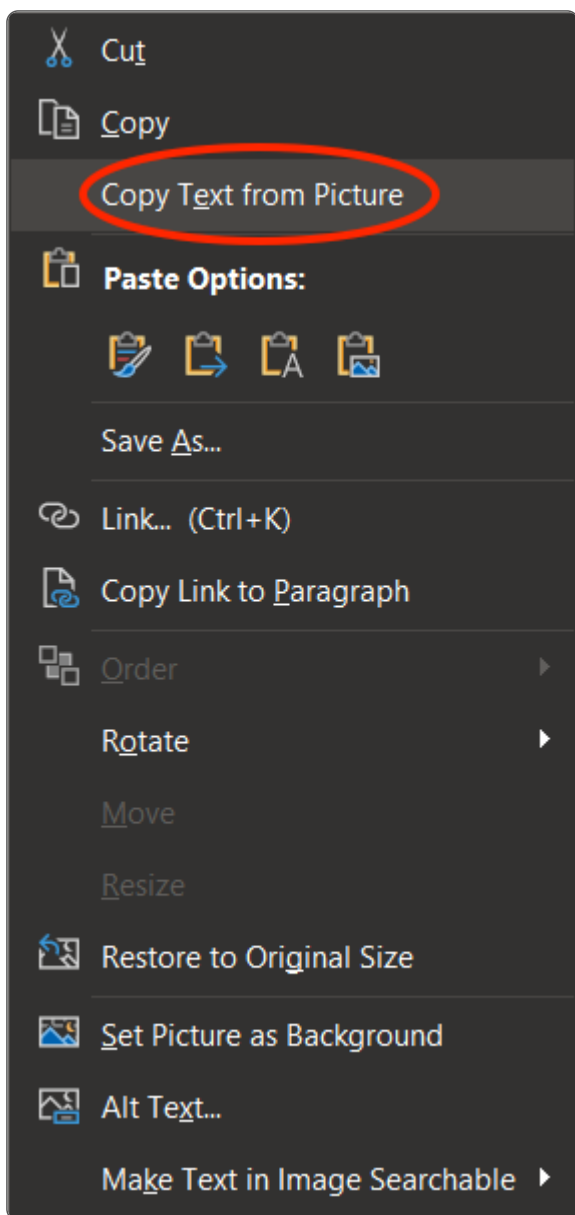 Cut
Copy
Copy Text from Picture
Paste Options:
A
Save As...
Link... (Ctrl+K)
Copy Link to Paragraph
Order
Rotate
Move
Resize
Restore to Original Size
Set Picture as Background
Alt Text...
Make Text in Image Searchable